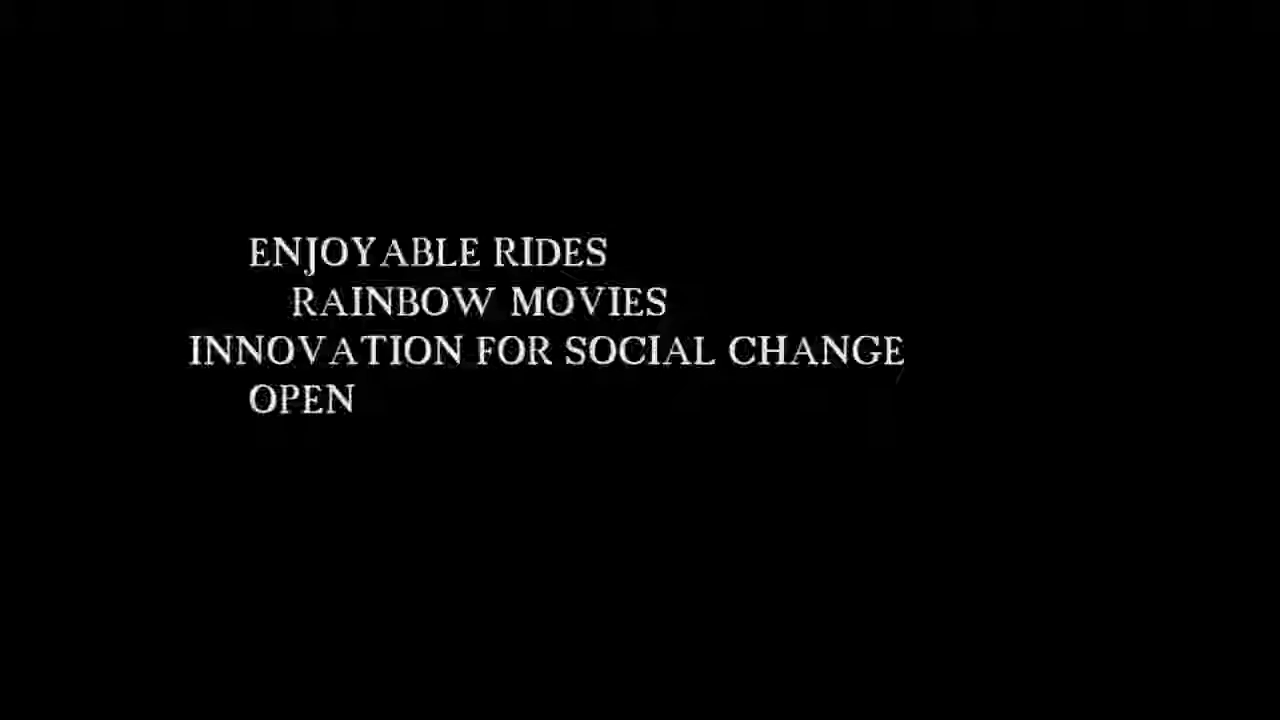 ENJOYABLE RIDES
RAINBOW MOVIES
INNOVATION FOR SOCIAL CHANGE
OPEN